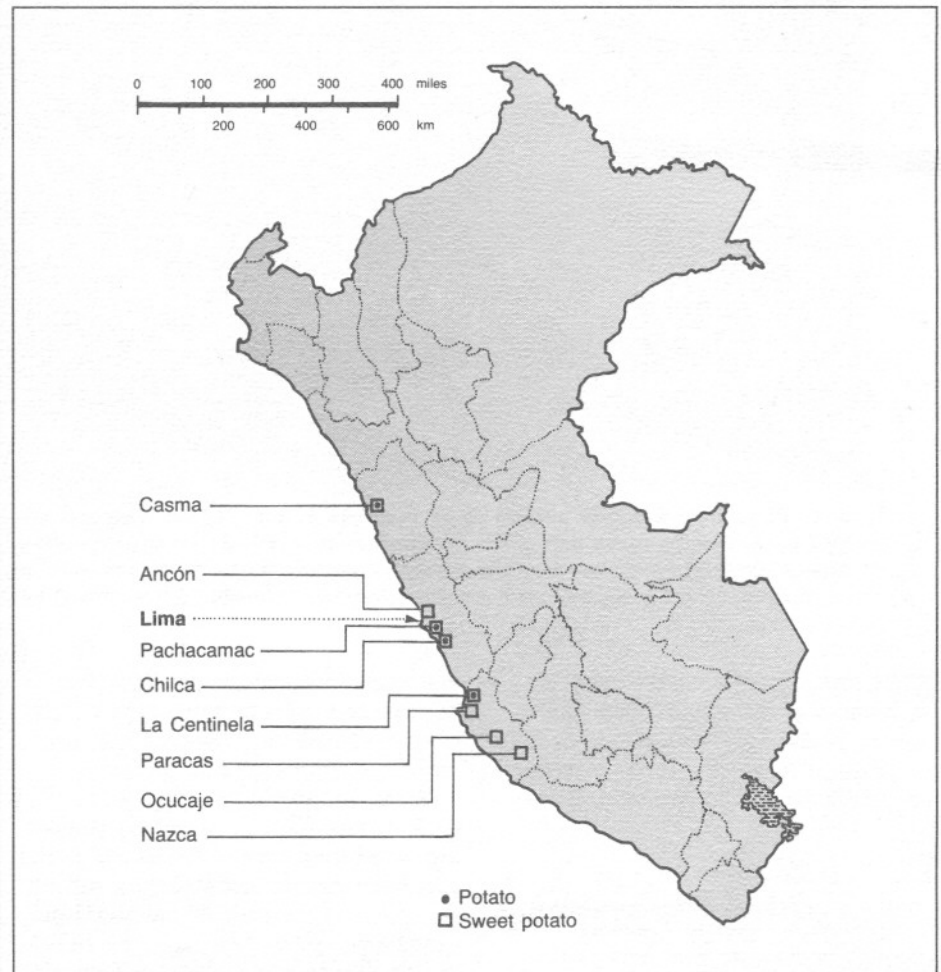 0 100 200 300 400 miles
200 400 600 km
Casma
Ancón
Lima
Pachacamac
Chilca
La Centinela
Paracas
Ocucaje
Nazca
Potato
Sweet potato